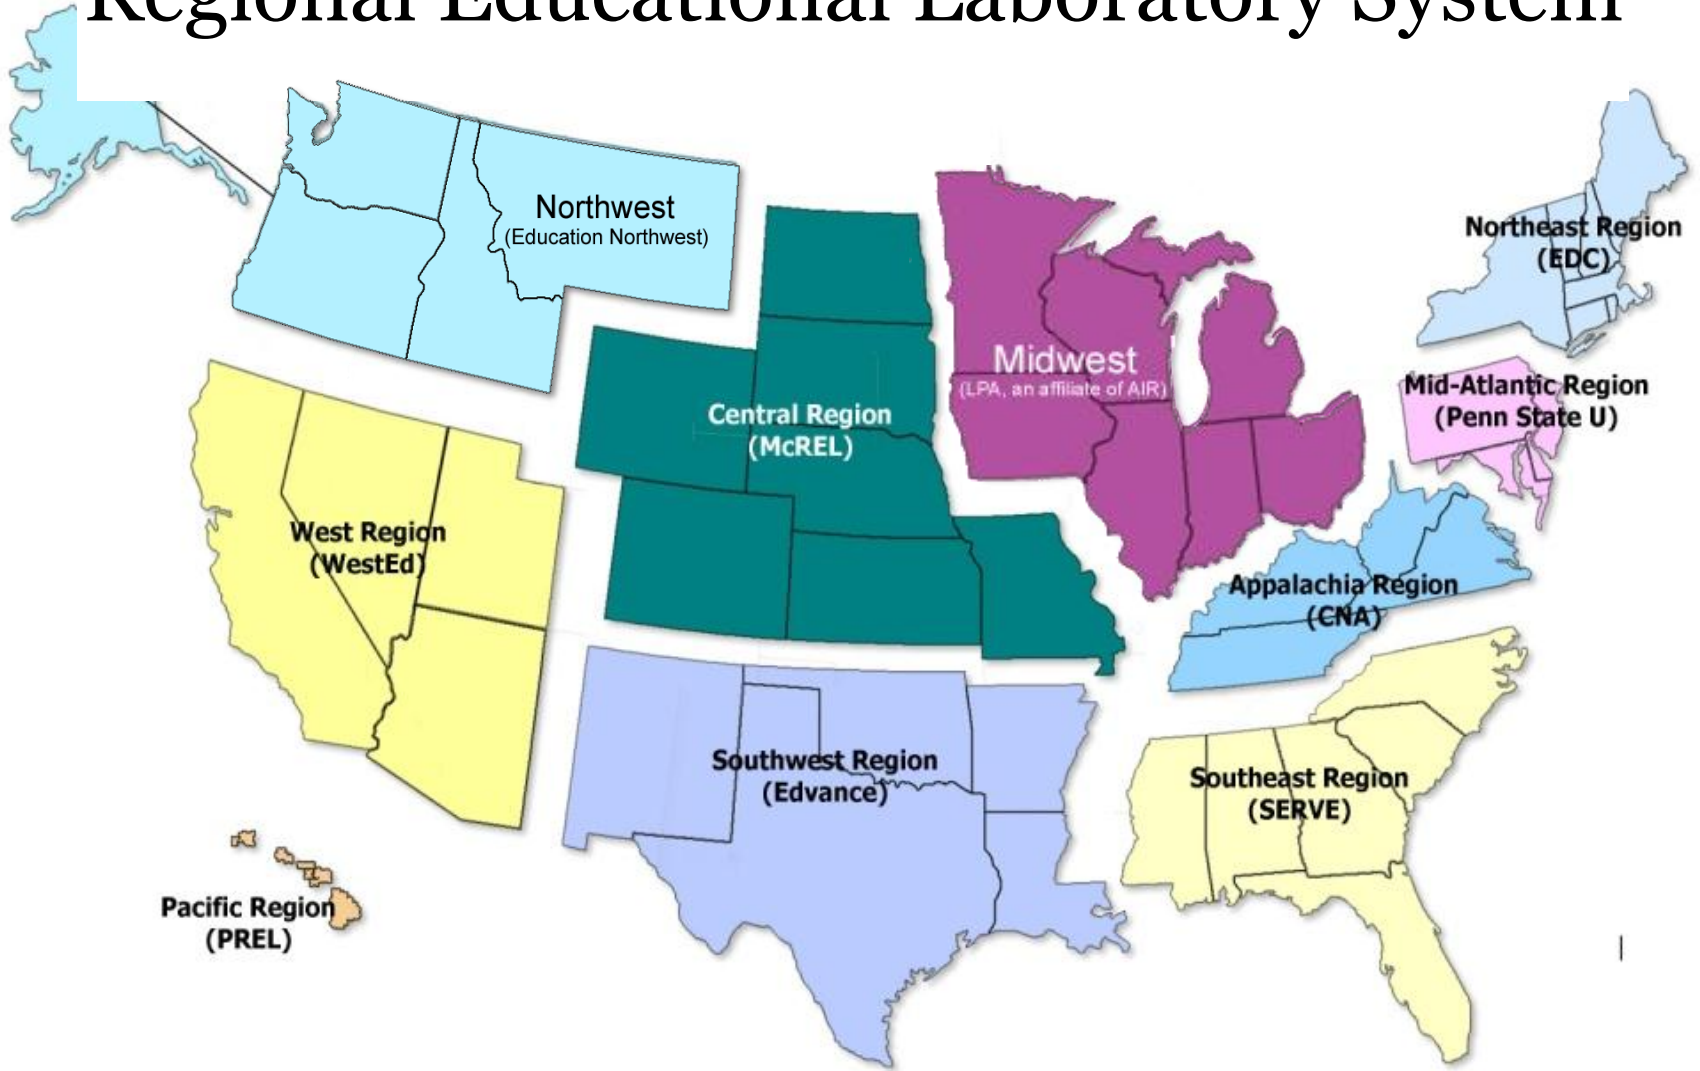 Regional Educational Laboratory System
Northwest
(Education Northwest)
Northeast Region
(EDC)
Midwest
(LPA, an affiliate of AIR)
Mid-Atlantic Region
(Penn State U)
Central Region
(McREL)
West Region
(WestEd)
Appalachia Region
(CNA)
Southwest Region
(Edvance)
Southeast Region
(SERVE)
Pacific Region
(PREL)